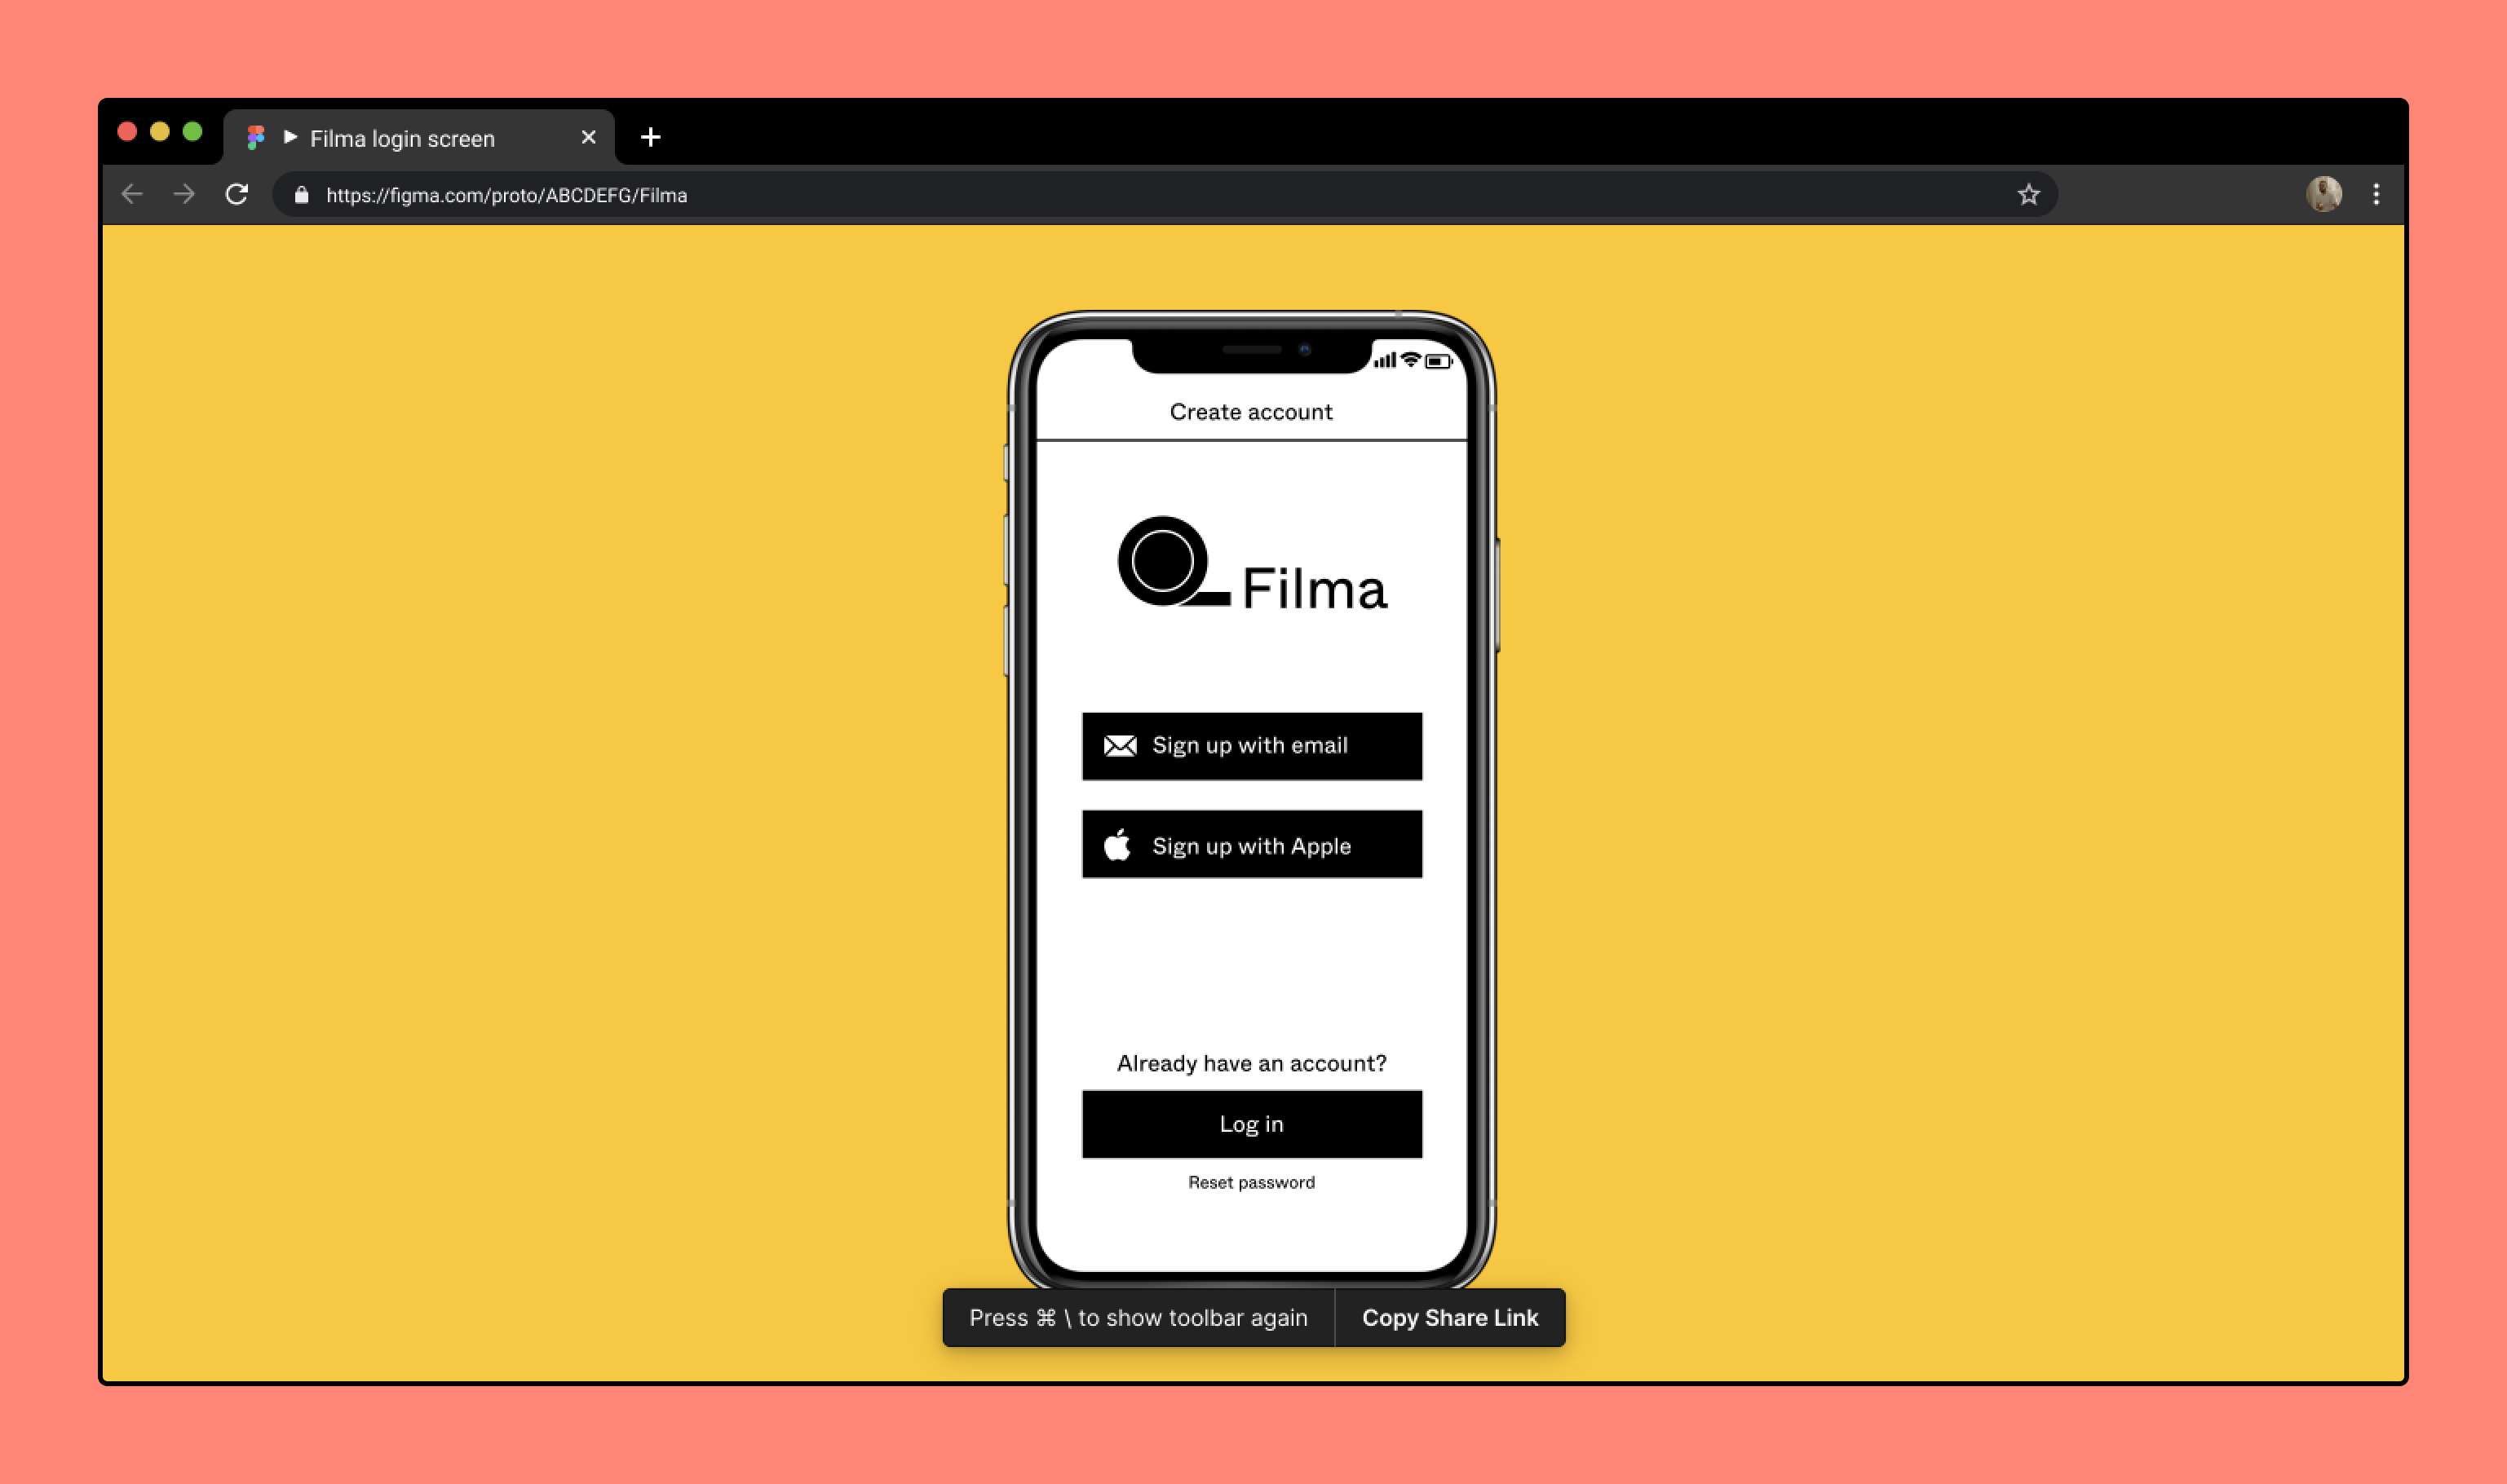 Filma login screen
https://figma.com/proto/ABCDEFG/Filma
Create account
Filma
Sign up with email
Sign up with Apple
Already have an account?
Log in
Reset password
Press ⌘ \ to show toolbar again
Copy Share Link